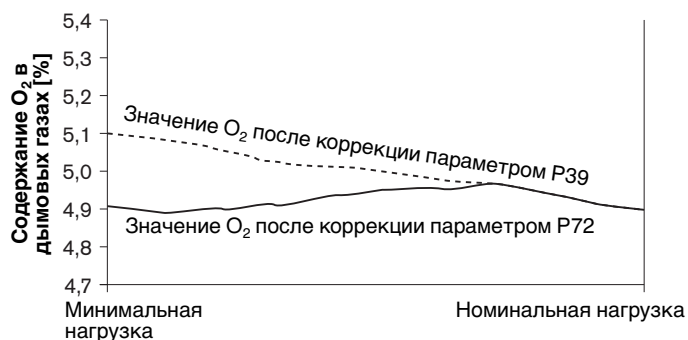 Содержание O₂ в
дымовых газах [%]
5,4
5,3
5,2
5,1
5,0
4,9
4,8
4,7
Значение O₂ после коррекции параметром P39
Значение O₂ после коррекции параметром P72
Минимальная
нагрузка
Номинальная нагрузка